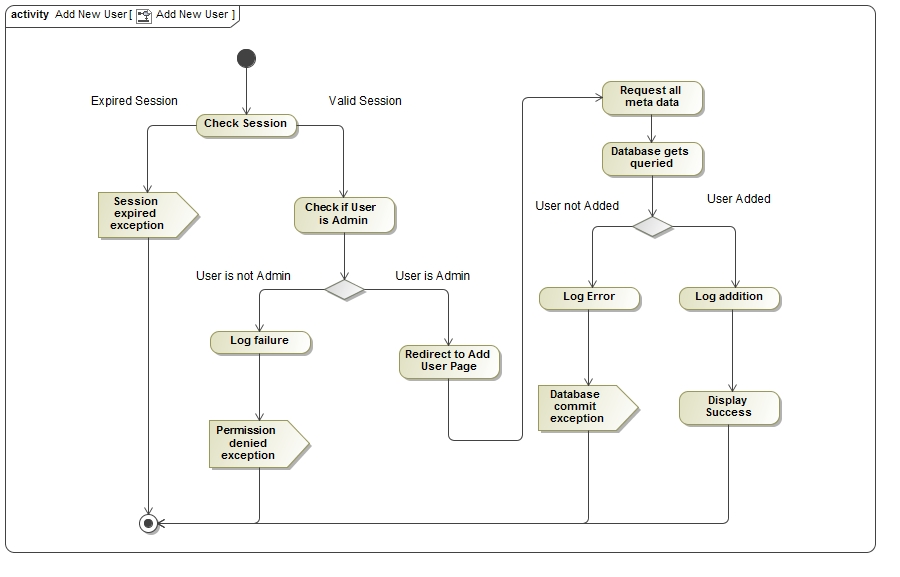 activity Add New User [ Add New User ]
Expired Session
Valid Session
Check Session
Session
expired
exception
Check if User
is Admin
User is not Admin
User is Admin
Log failure
Redirect to Add
User Page
Permission
denied
exception
Request all
meta data
Database gets
queried
User not Added
User Added
Log Error
Log addition
Database
commit
exception
Display
Success